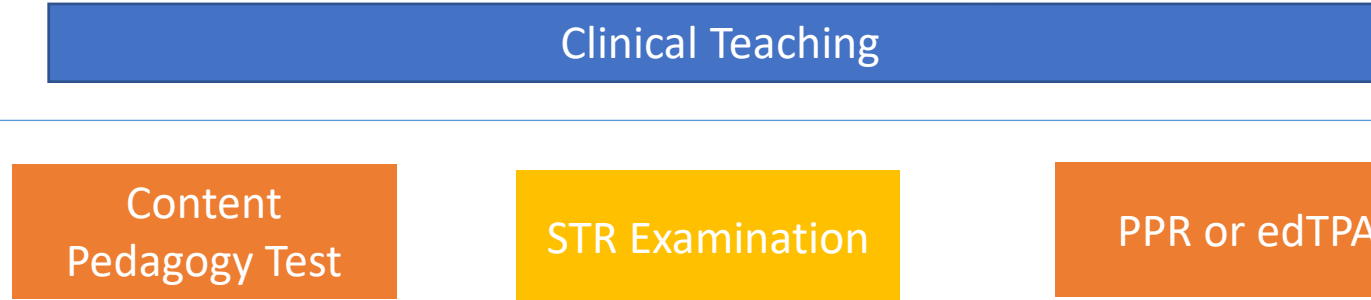 Clinical Teaching
Content
Pedagogy Test
STR Examination
PPR or edTPA